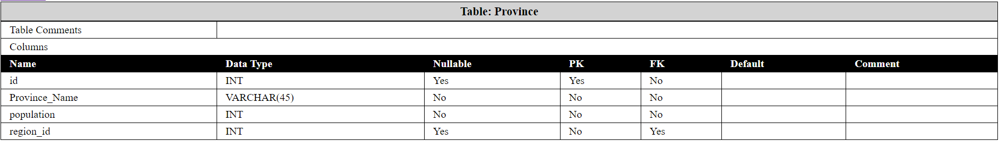 Table: Province
Table Comments
Columns
Name Data Type Nullable PK FK Default Comment
id INT Yes Yes No
Province_Name VARCHAR(45) No No No
population INT No No No
region_id INT Yes No Yes